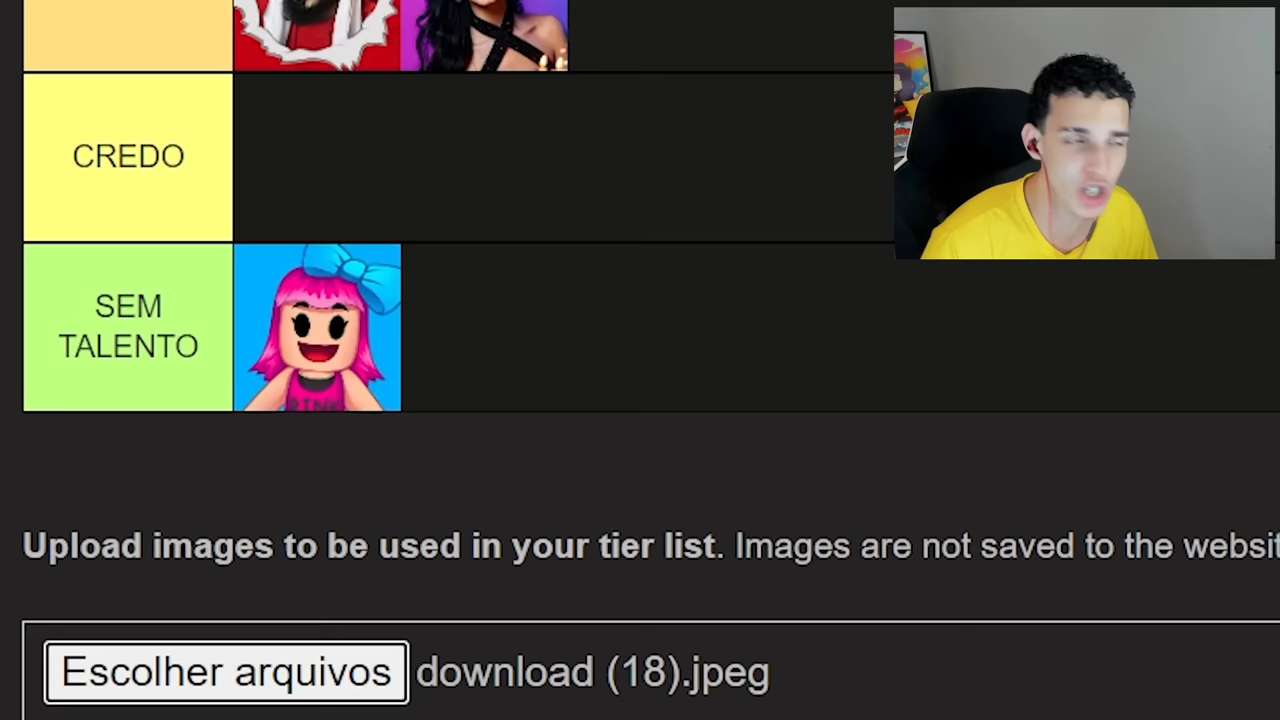 CREDO
SEM
TALENTO
PINK
Upload images to be used in your tier list. Images are not saved to the websit
Escolher arquivos download (18).jpeg